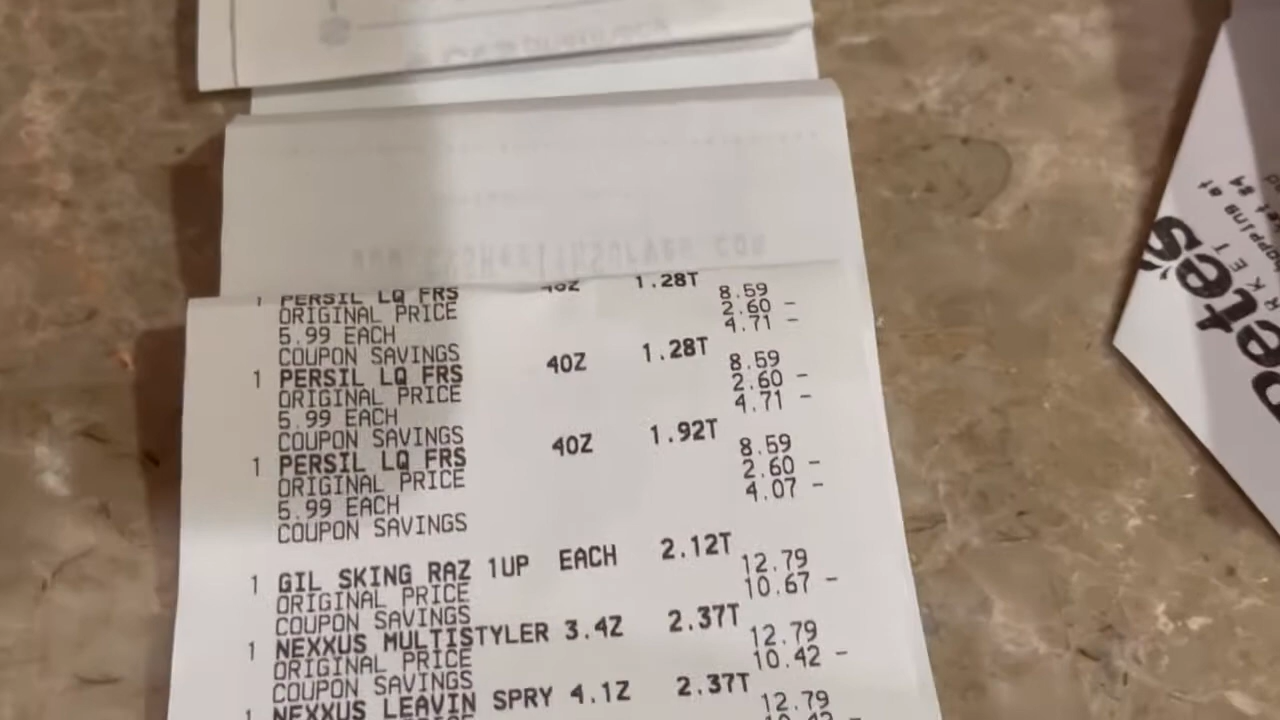 1 PERSIL LQ FRS 40Z 1.28T
ORIGINAL PRICE 8.59
5.99 EACH 2.60 -
COUPON SAVINGS 4.71 -
1 PERSIL LQ FRS 40Z 1.28T
ORIGINAL PRICE 8.59
5.99 EACH 2.60 -
COUPON SAVINGS 4.71 -
1 PERSIL LQ FRS 40Z 1.92T
ORIGINAL PRICE 8.59
5.99 EACH 2.60 -
COUPON SAVINGS 4.07 -
1 GIL SKING RAZ 1UP EACH 2.12T
ORIGINAL PRICE 12.79
COUPON SAVINGS 10.67 -
1 NEXXUS MULTISTYLER 3.4Z 2.37T
ORIGINAL PRICE 12.79
COUPON SAVINGS 10.42 -
1 NEXXUS LEAVIN SPRY 4.1Z 2.37T
12.79